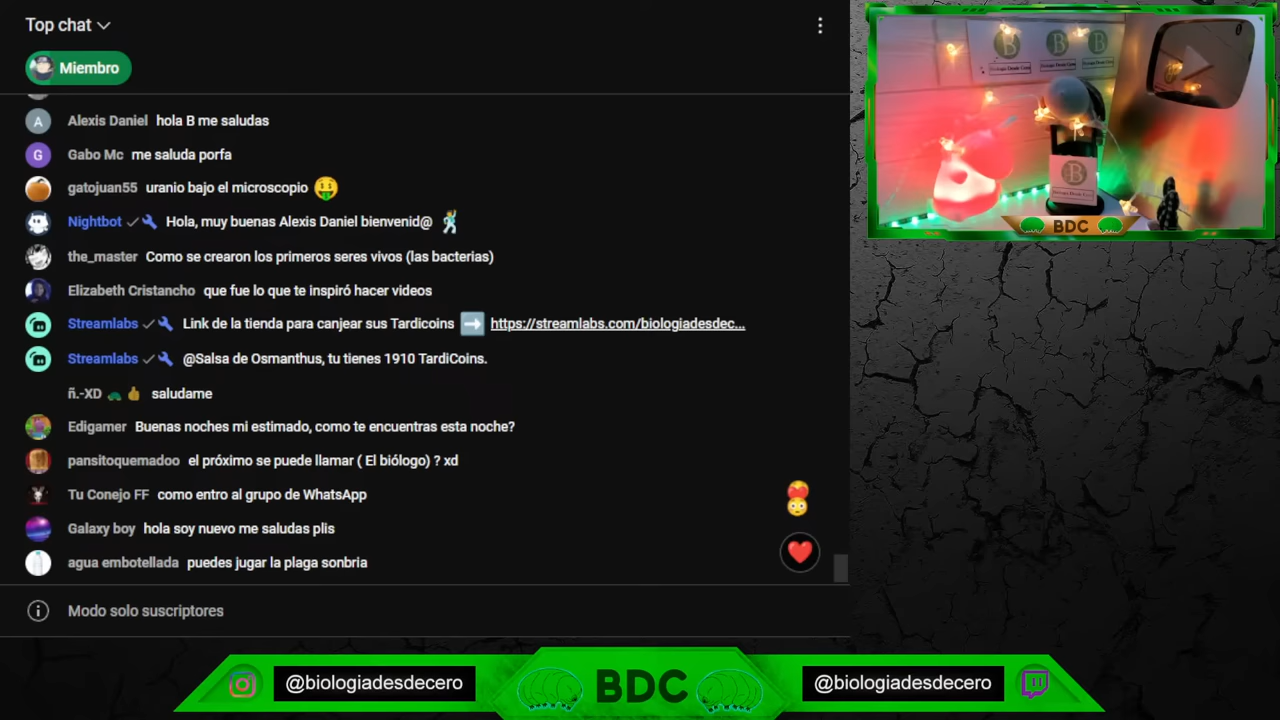 Top chat
Miembro
A Alexis Daniel hola B me saludas
G Gabo Mc me saluda porfa
gatojuan55 uranio bajo el microscopio 🤑
Nightbot Hola, muy buenas Alexis Daniel bienvenid@
the_master Como se crearon los primeros seres vivos (las bacterias)
Elizabeth Cristancho que fue lo que te inspiró hacer videos
Streamlabs Link de la tienda para canjear sus Tardicoins ➡️ https://streamlabs.com/biologiadesdec...
Streamlabs @Salsa de Osmanthus, tu tienes 1910 TardiCoins.
ñ.-XD saludame
Edigamer Buenas noches mi estimado, como te encuentras esta noche?
pansitoquemadoo el próximo se puede llamar ( El biólogo) ? xd
Tu Conejo FF como entro al grupo de WhatsApp
Galaxy boy hola soy nuevo me saludas plis
agua embotellada puedes jugar la plaga sonbria
Modo solo suscriptores
B
B
B
B
BDC
@biologiadesdecero
BDC
@biologiadesdecero